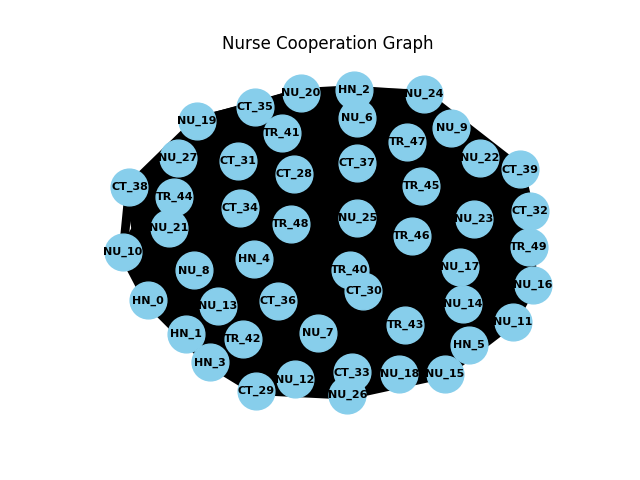 Nurse Cooperation Graph
HN_2
NU_20
NU_24
CT_35
NU_6
NU_19
NU_9
TR_41
TR_47
NU_27
CT_31
CT_37
NU_22
CT_39
CT_28
CT_38
TR_45
TR_44
CT_34
CT_32
NU_25
NU_23
TR_48
NU_21
TR_46
TR_49
NU_10
HN_4
NU_17
NU_8
TR_40
NU_16
CT_30
HN_0
CT_36
NU_14
NU_13
NU_11
TR_43
HN_1
NU_7
TR_42
HN_5
HN_3
CT_33
NU_18
NU_15
NU_12
CT_29
NU_26